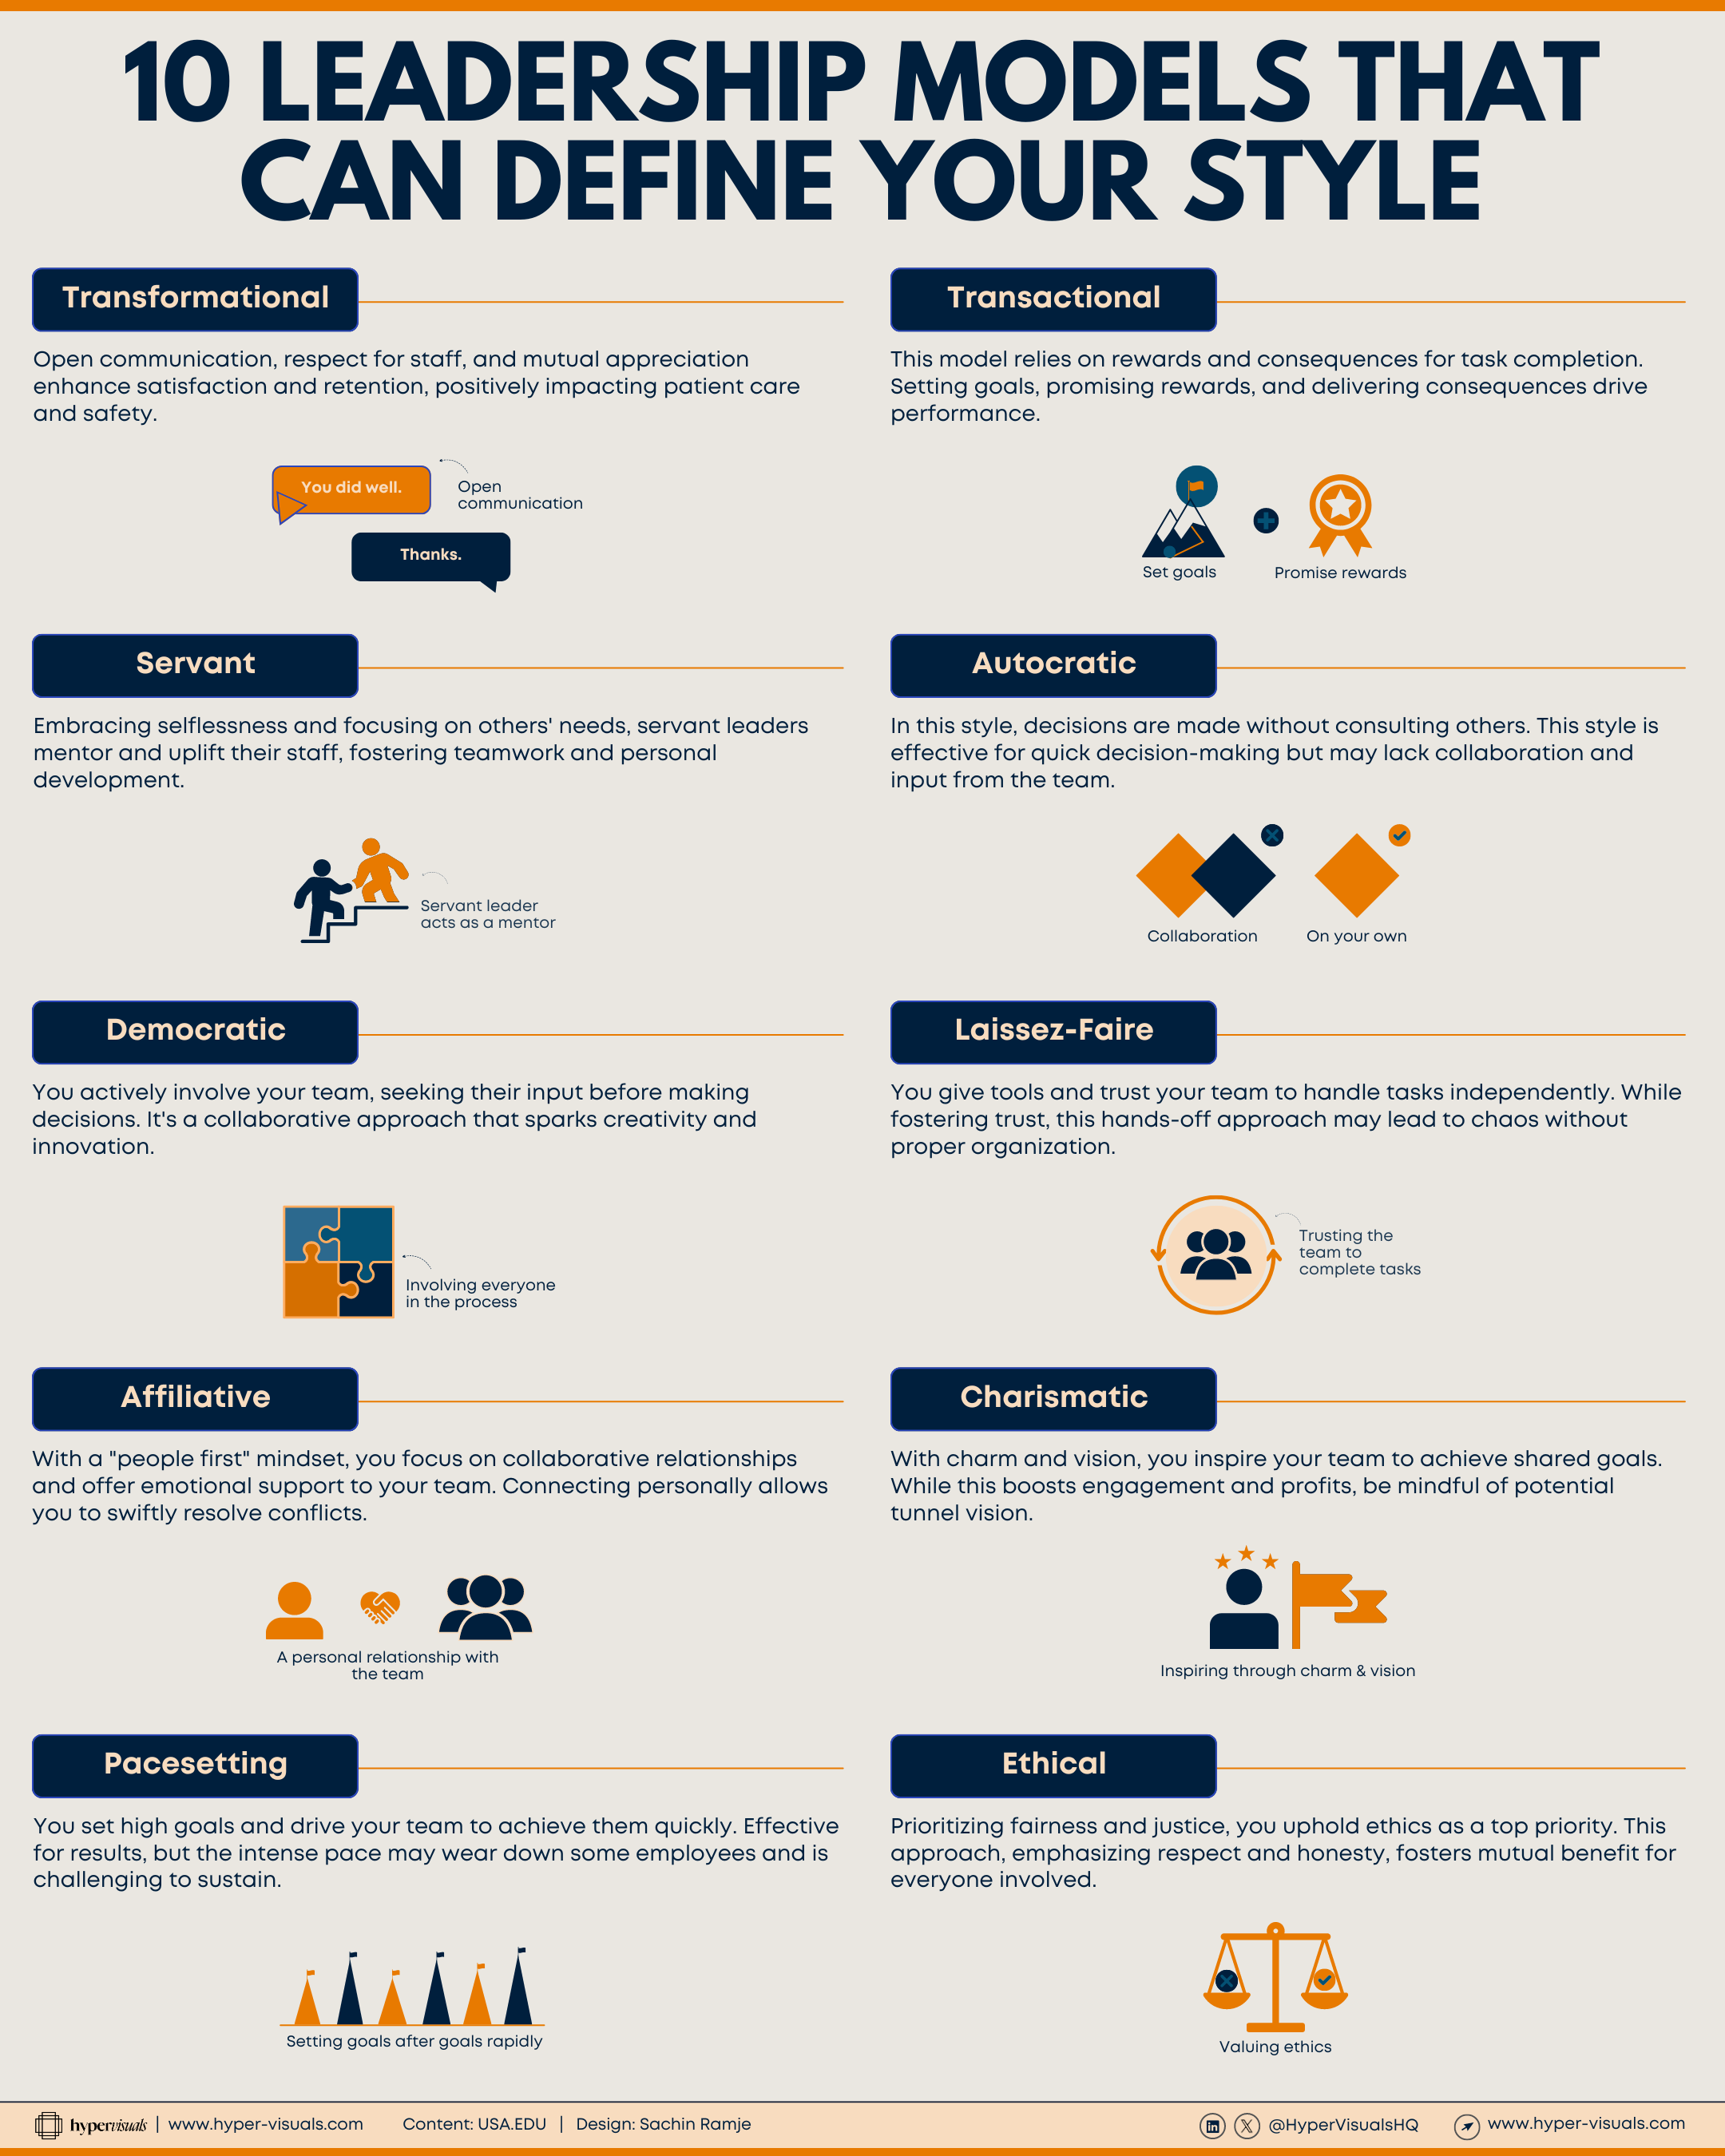 10 LEADERSHIP MODELS THAT
CAN DEFINE YOUR STYLE
Transformational
Open communication, respect for staff, and mutual appreciation
enhance satisfaction and retention, positively impacting patient care
and safety.
You did well.
Open
communication
Thanks.
Transactional
This model relies on rewards and consequences for task completion.
Setting goals, promising rewards, and delivering consequences drive
performance.
Set goals
Promise rewards
Servant
Embracing selflessness and focusing on others' needs, servant leaders
mentor and uplift their staff, fostering teamwork and personal
development.
Servant leader
acts as a mentor
Autocratic
In this style, decisions are made without consulting others. This style is
effective for quick decision-making but may lack collaboration and
input from the team.
Collaboration
On your own
Democratic
You actively involve your team, seeking their input before making
decisions. It's a collaborative approach that sparks creativity and
innovation.
Involving everyone
in the process
Laissez-Faire
You give tools and trust your team to handle tasks independently. While
fostering trust, this hands-off approach may lead to chaos without
proper organization.
Trusting the
team to
complete tasks
Affiliative
With a "people first" mindset, you focus on collaborative relationships
and offer emotional support to your team. Connecting personally allows
you to swiftly resolve conflicts.
A personal relationship with
the team
Charismatic
With charm and vision, you inspire your team to achieve shared goals.
While this boosts engagement and profits, be mindful of potential
tunnel vision.
Inspiring through charm & vision
Pacesetting
You set high goals and drive your team to achieve them quickly. Effective
for results, but the intense pace may wear down some employees and is
challenging to sustain.
Setting goals after goals rapidly
Ethical
Prioritizing fairness and justice, you uphold ethics as a top priority. This
approach, emphasizing respect and honesty, fosters mutual benefit for
everyone involved.
Valuing ethics
hypervisuals | www.hyper-visuals.com Content: USA.EDU | Design: Sachin Ramje
in X @HyperVisualsHQ www.hyper-visuals.com